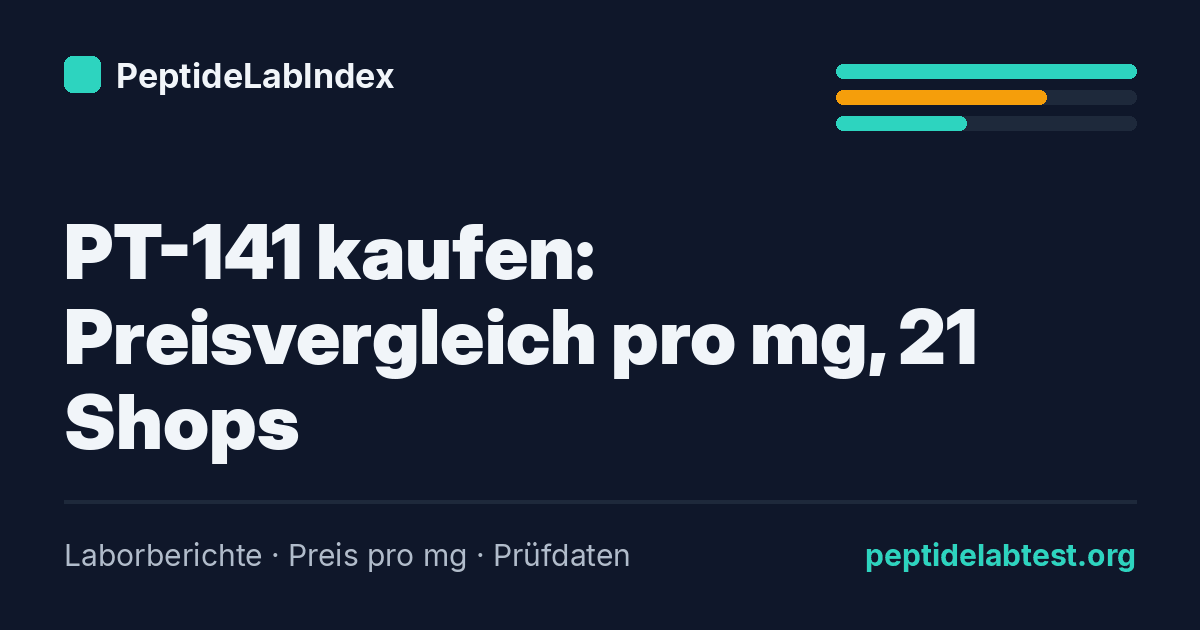 PeptideLabIndex
PT-141 kaufen:
Preisvergleich pro mg, 21
Shops
Laborberichte · Preis pro mg · Prüfdaten
peptidelabtest.org